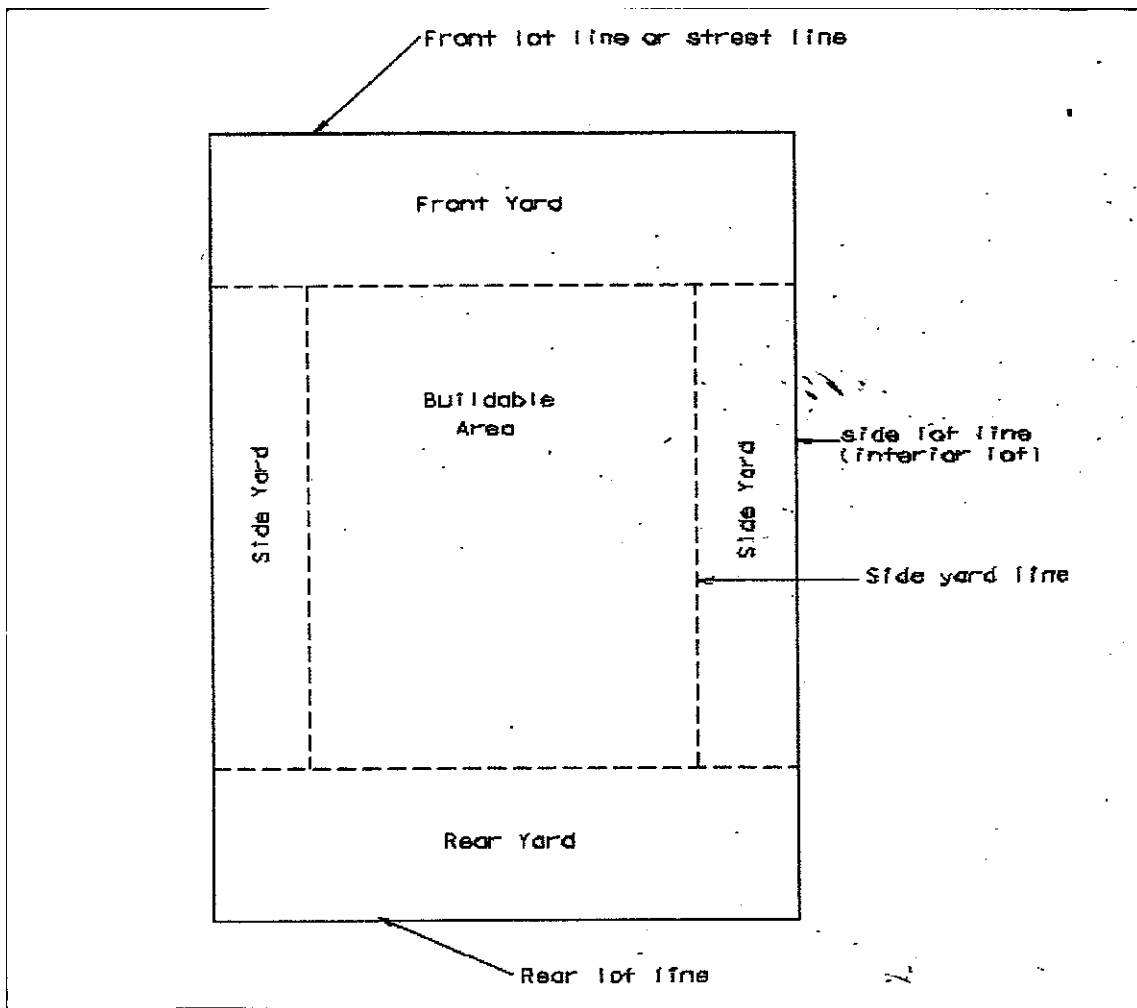 Front lot line or street line
Front Yard
Buildable
Area
side lot line
(interior lot)
Side Yard
Side Yard
Side yard line
Rear Yard
Rear lot line